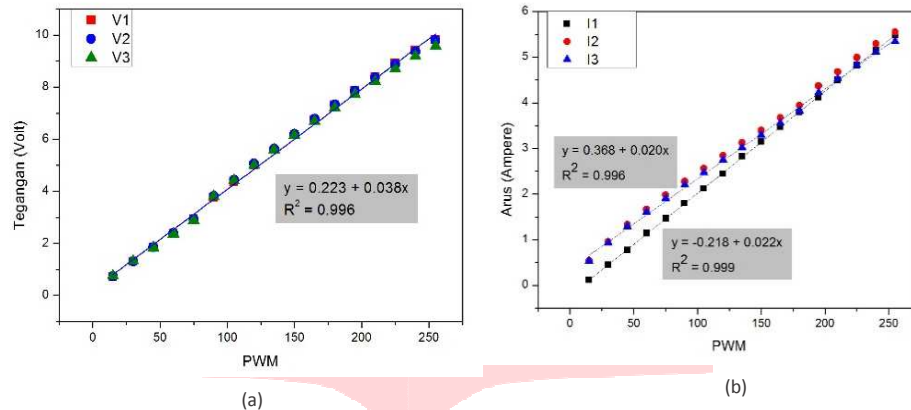 V1
V2
V3
10
8
6
4
2
0
Tegangan (Volt)
y = 0.223 + 0.038x
R² = 0.996
0 50 100 150 200 250
PWM
(a)
I1
I2
I3
6
5
4
3
2
1
0
Arus (Ampere)
y = 0.368 + 0.020x
R² = 0.996
y = -0.218 + 0.022x
R² = 0.999
0 50 100 150 200 250
PWM
(b)